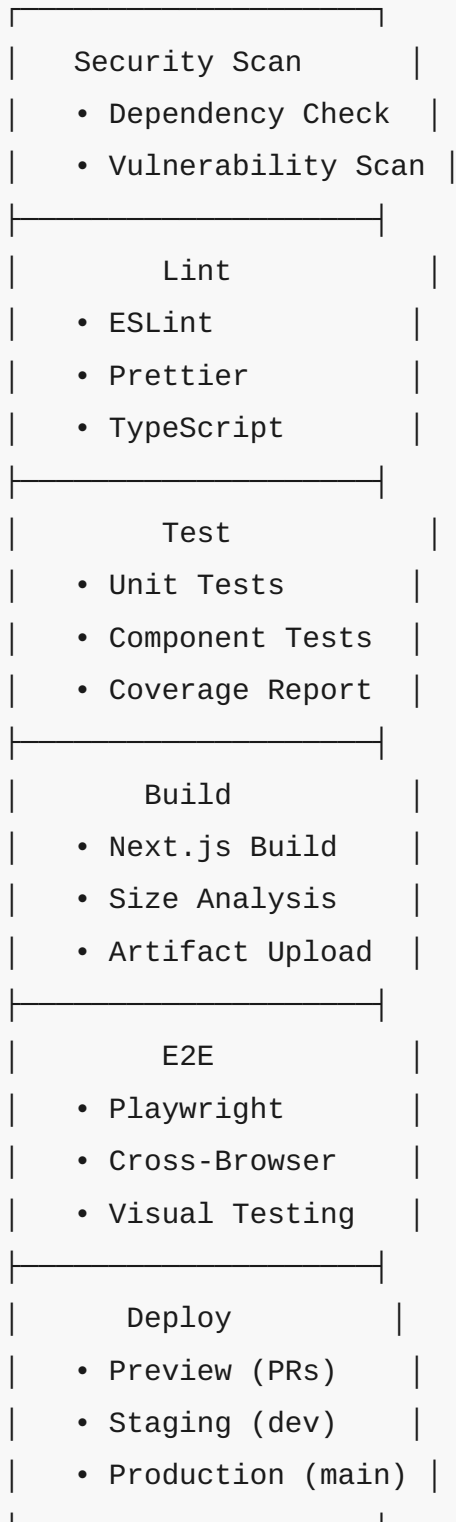 Security Scan
• Dependency Check
• Vulnerability Scan
Lint
• ESLint
• Prettier
• TypeScript
Test
• Unit Tests
• Component Tests
• Coverage Report
Build
• Next.js Build
• Size Analysis
• Artifact Upload
E2E
• Playwright
• Cross-Browser
• Visual Testing
Deploy
• Preview (PRs)
• Staging (dev)
• Production (main)